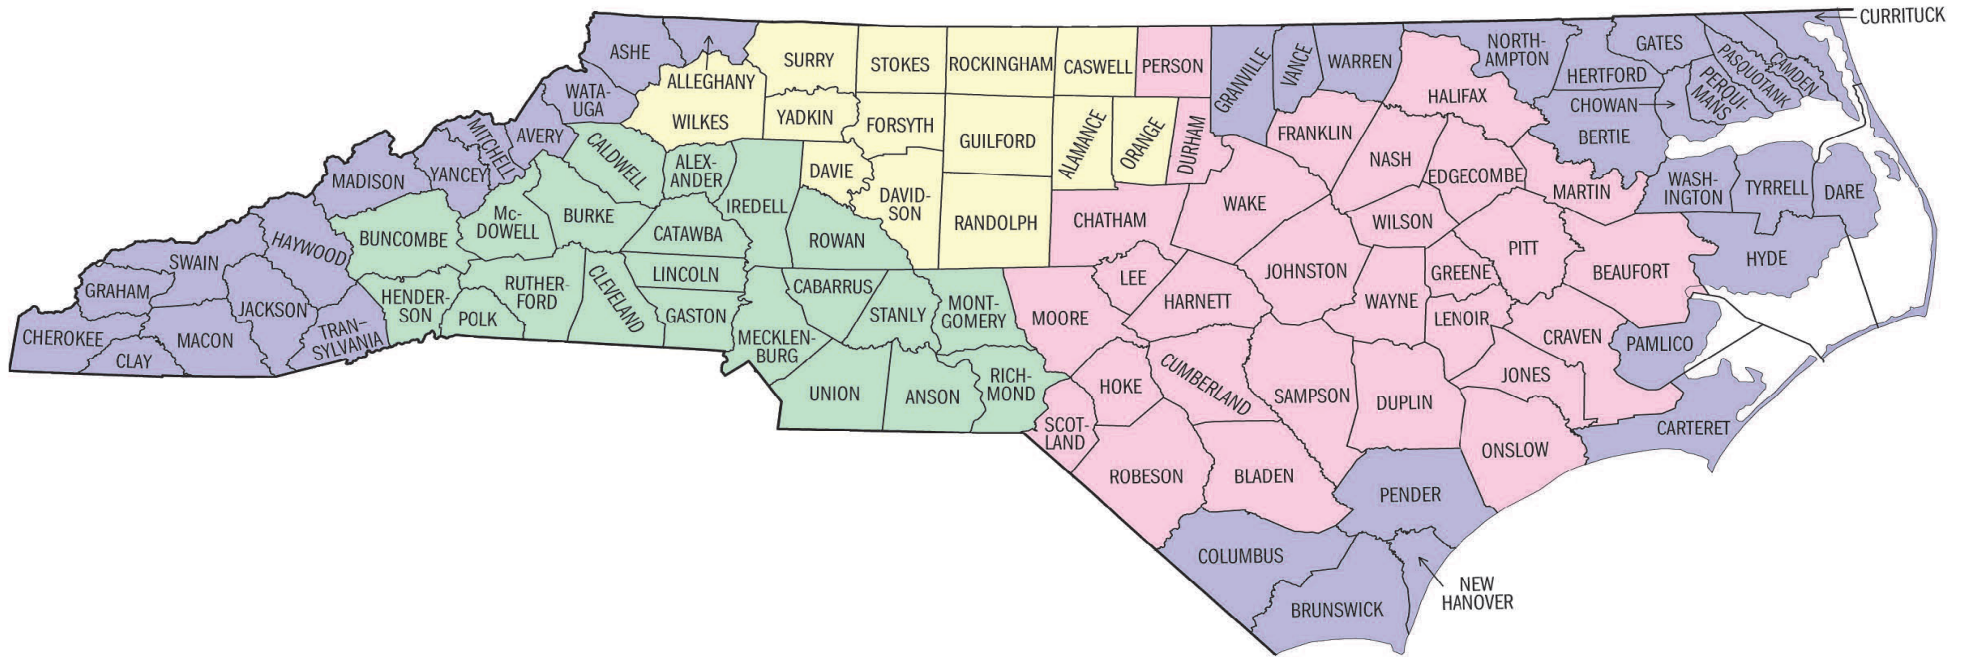 CURRITUCK
ASHE
ALLEGHANY
SURRY
STOKES
ROCKINGHAM
CASWELL
PERSON
GRANVILLE
VANCE
WARREN
NORTH-
AMPTON
GATES
HERTFORD
PASQUOTANK
CAMDEN
PERQUI-
MANS
CHOWAN
BERTIE
HALIFAX
WATA-
UGA
WILKES
YADKIN
FORSYTH
GUILFORD
ALAMANCE
ORANGE
DURHAM
FRANKLIN
NASH
EDGECOMBE
MARTIN
WASH-
INGTON
TYRRELL
DARE
MITCHELL
AVERY
CALDWELL
ALEX-
ANDER
DAVIE
MADISON
YANCEY
IREDELL
DAVID-
SON
RANDOLPH
CHATHAM
WAKE
WILSON
PITT
BEAUFORT
HYDE
Mc-
DOWELL
BURKE
CATAWBA
ROWAN
BUNCOMBE
HAYWOOD
SWAIN
GRAHAM
JACKSON
CHEROKEE
CLAY
MACON
TRAN-
SYLVANIA
HENDER-
SON
POLK
RUTHER-
FORD
CLEVELAND
LINCOLN
GASTON
CABARRUS
STANLY
MONT-
GOMERY
MOORE
LEE
HARNETT
JOHNSTON
WAYNE
GREENE
LENOIR
CRAVEN
PAMLICO
MECKLEN-
BURG
UNION
ANSON
RICH-
MOND
SCOT-
LAND
HOKE
CUMBERLAND
SAMPSON
DUPLIN
JONES
ONSLOW
CARTERET
ROBESON
BLADEN
PENDER
COLUMBUS
BRUNSWICK
NEW
HANOVER